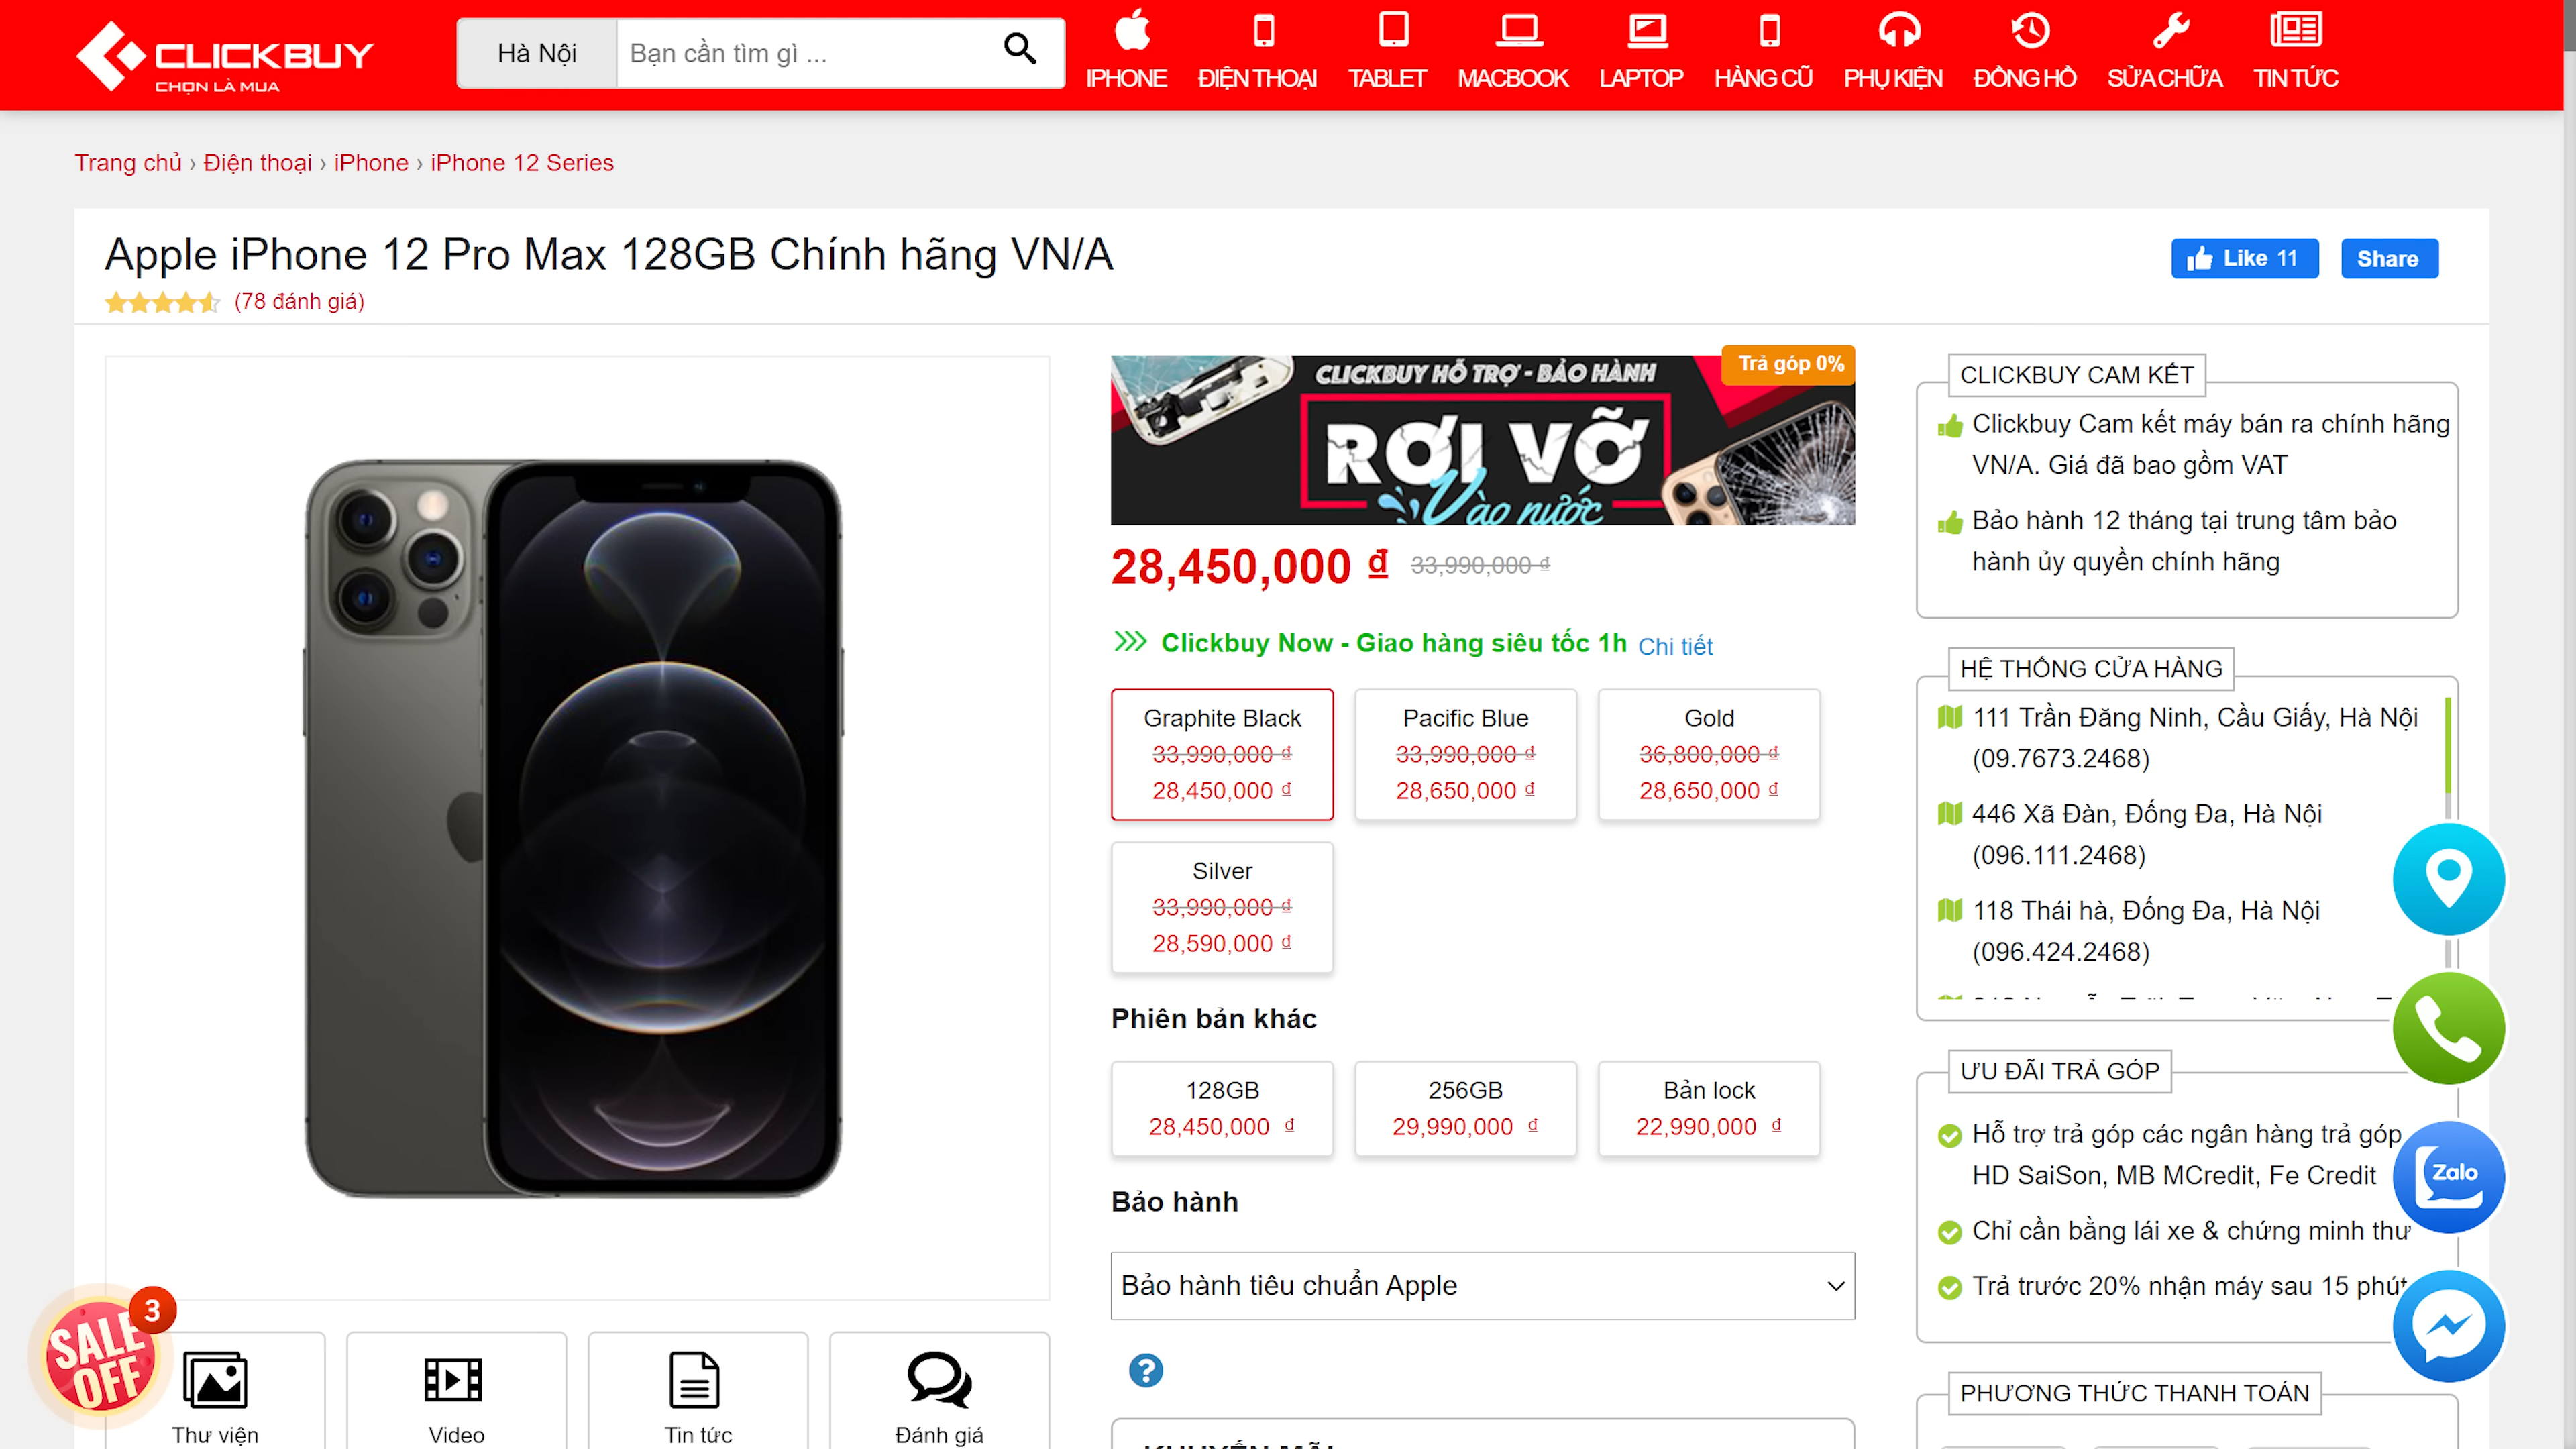 CLICKBUY
CHỌN LÀ MUA
Hà Nội
Bạn cần tìm gì ...
IPHONE
ĐIỆN THOẠI
TABLET
MACBOOK
LAPTOP
HÀNG CŨ
PHỤ KIỆN
ĐỒNG HỒ
SỬA CHỮA
TIN TỨC
Trang chủ › Điện thoại › iPhone › iPhone 12 Series
Apple iPhone 12 Pro Max 128GB Chính hãng VN/A
(78 đánh giá)
Like 11
Share
Trả góp 0%
CLICKBUY HỖ TRỢ - BẢO HÀNH
RƠI VỠ
Vào nước
28,450,000 ₫ 33,990,000 ₫
Clickbuy Now - Giao hàng siêu tốc 1h Chi tiết
Graphite Black
33,990,000 ₫
28,450,000 ₫
Pacific Blue
33,990,000 ₫
28,650,000 ₫
Gold
36,800,000 ₫
28,650,000 ₫
Silver
33,990,000 ₫
28,590,000 ₫
Phiên bản khác
128GB
28,450,000 ₫
256GB
29,990,000 ₫
Bản lock
22,990,000 ₫
Bảo hành
Bảo hành tiêu chuẩn Apple
?
CLICKBUY CAM KẾT
Clickbuy Cam kết máy bán ra chính hãng
VN/A. Giá đã bao gồm VAT
Bảo hành 12 tháng tại trung tâm bảo
hành ủy quyền chính hãng
HỆ THỐNG CỬA HÀNG
111 Trần Đăng Ninh, Cầu Giấy, Hà Nội
(09.7673.2468)
446 Xã Đàn, Đống Đa, Hà Nội
(096.111.2468)
118 Thái hà, Đống Đa, Hà Nội
(096.424.2468)
ƯU ĐÃI TRẢ GÓP
Hỗ trợ trả góp các ngân hàng trả góp
HD SaiSon, MB MCredit, Fe Credit
Chỉ cần bằng lái xe & chứng minh thư
Trả trước 20% nhận máy sau 15 phút
PHƯƠNG THỨC THANH TOÁN
Zalo
SALE
OFF
3
Thư viện
Video
Tin tức
Đánh giá
KHUYẾN MÃI